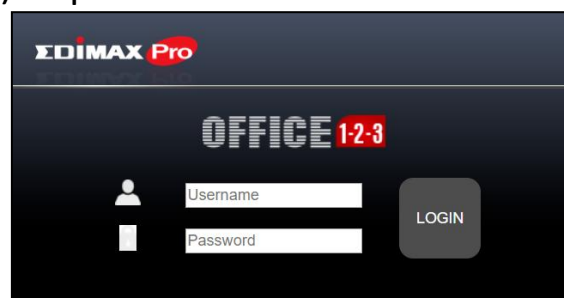 EDIMAX Pro
OFFICE 1-2-3
Username
LOGIN
Password